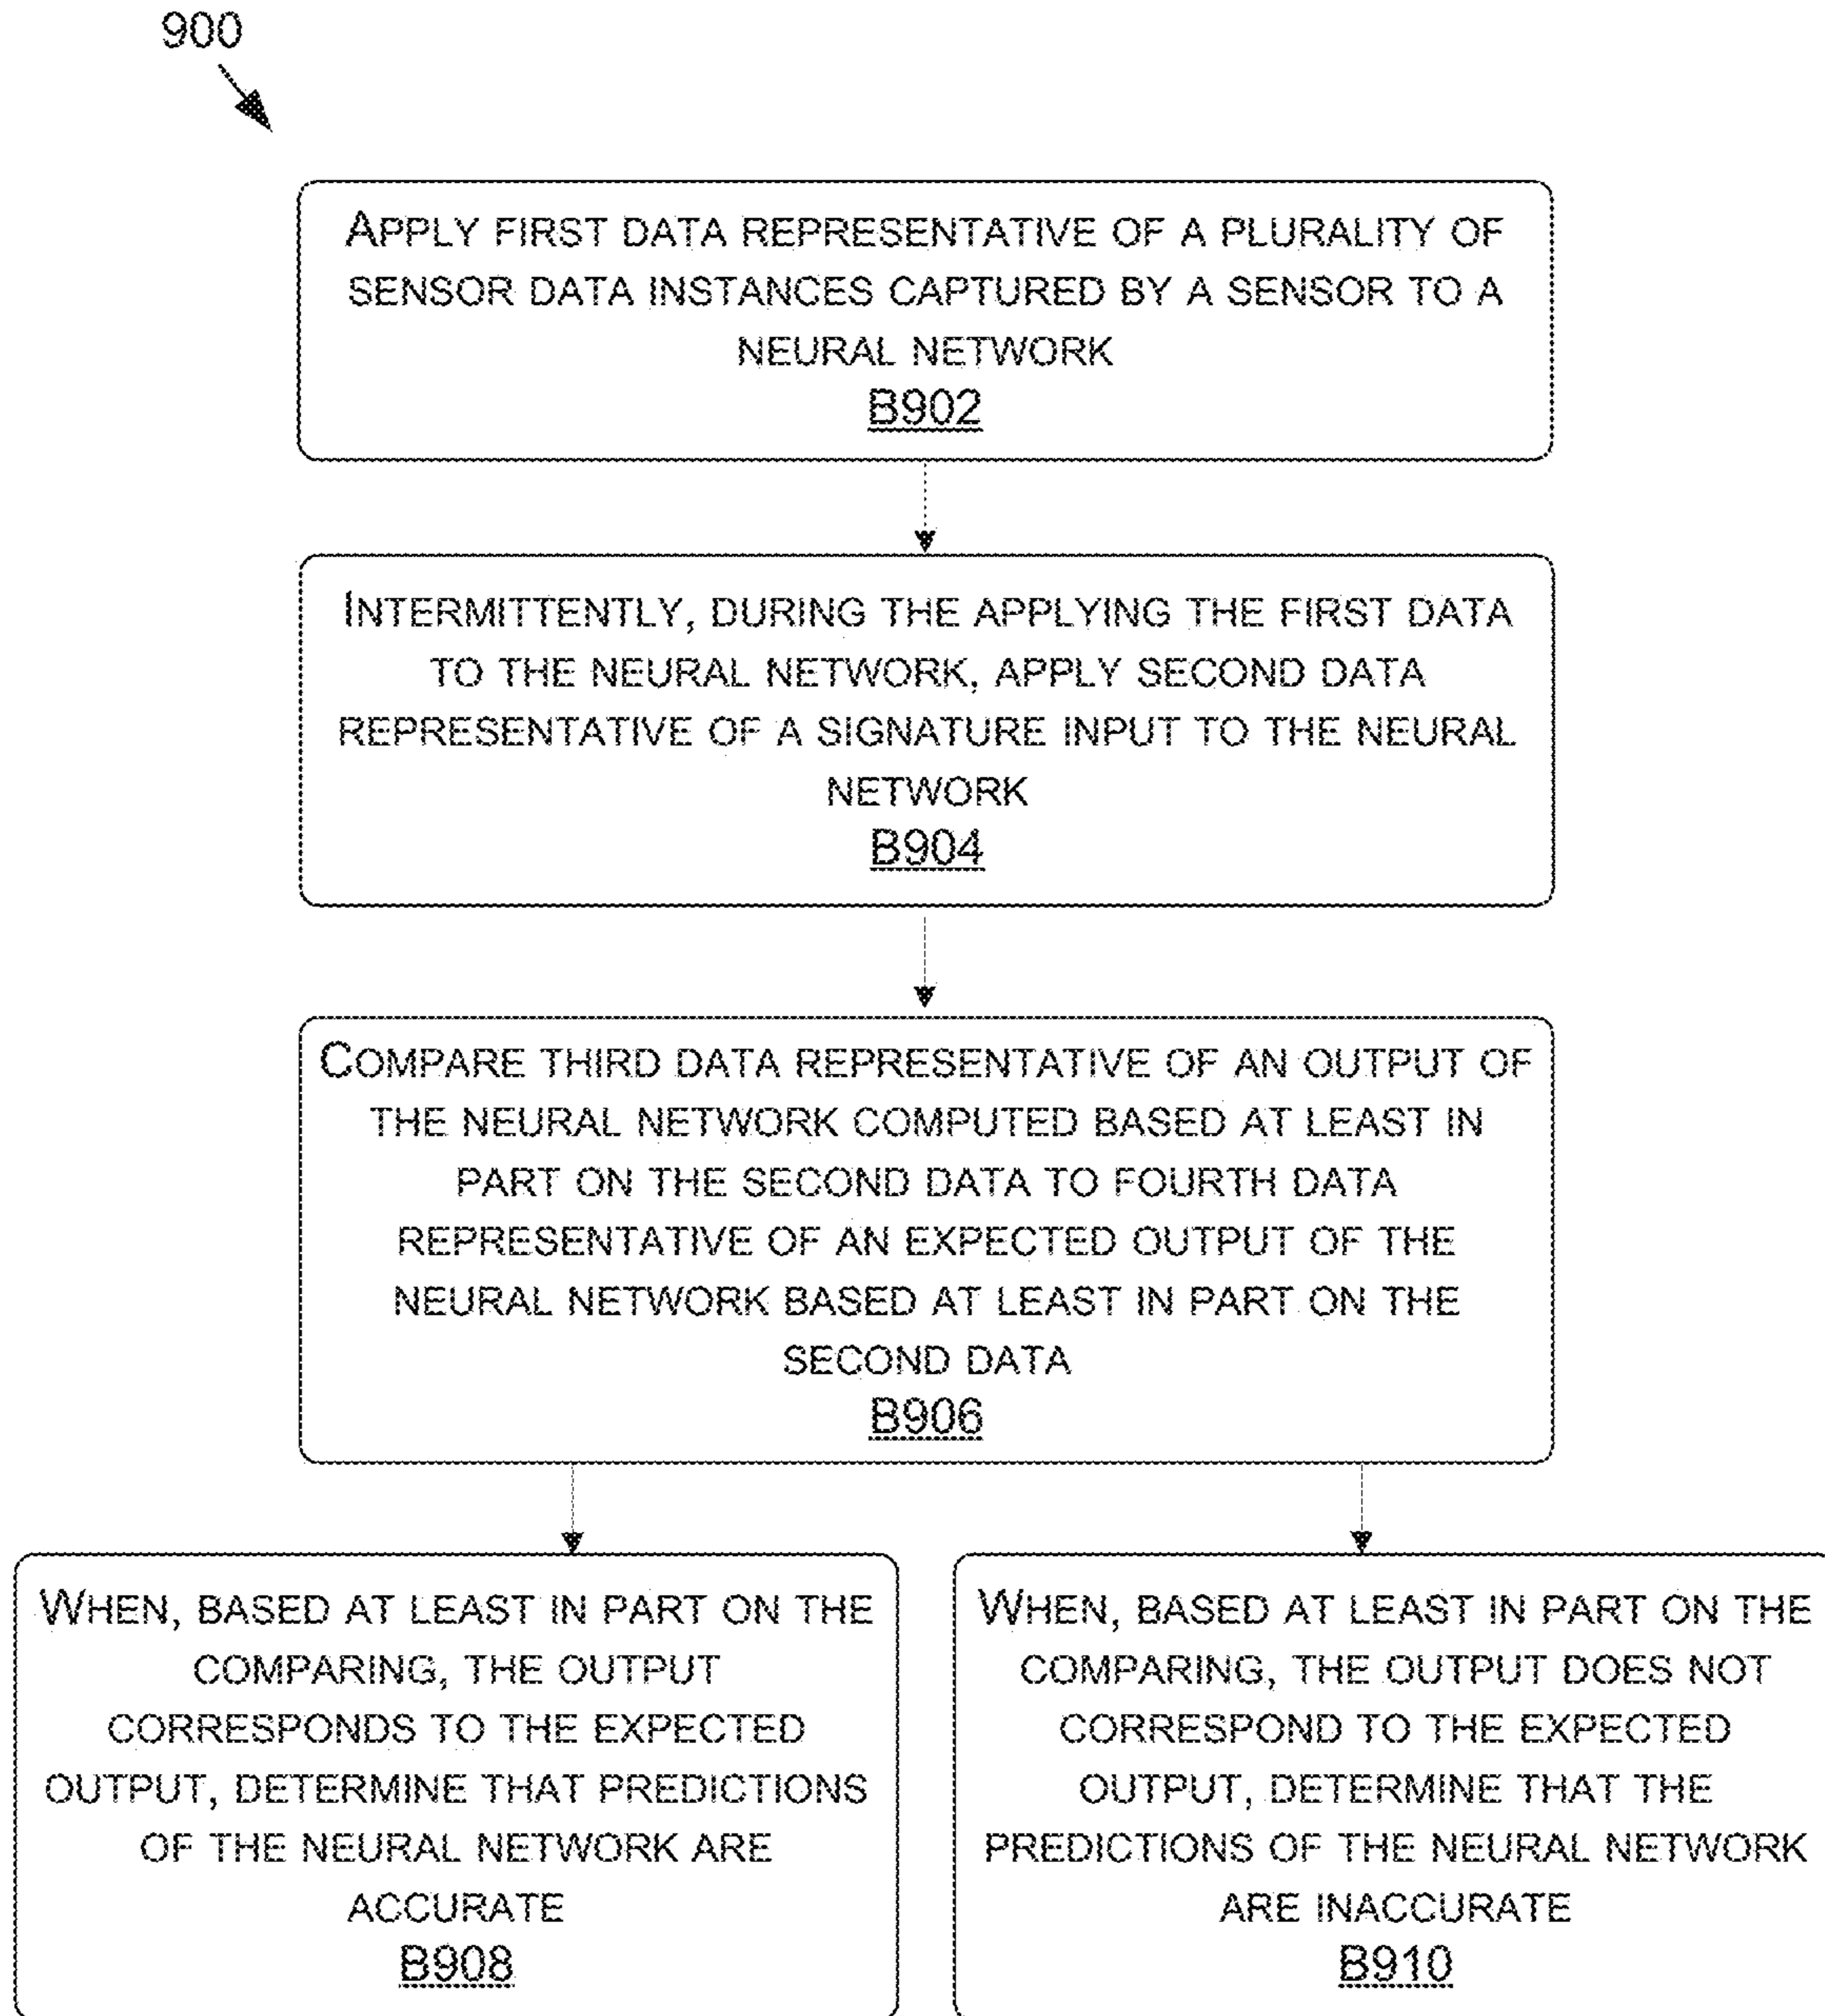 900
APPLY FIRST DATA REPRESENTATIVE OF A PLURALITY OF
SENSOR DATA INSTANCES CAPTURED BY A SENSOR TO A
NEURAL NETWORK
B902
INTERMITTENTLY, DURING THE APPLYING THE FIRST DATA
TO THE NEURAL NETWORK, APPLY SECOND DATA
REPRESENTATIVE OF A SIGNATURE INPUT TO THE NEURAL
NETWORK
B904
COMPARE THIRD DATA REPRESENTATIVE OF AN OUTPUT OF
THE NEURAL NETWORK COMPUTED BASED AT LEAST IN
PART ON THE SECOND DATA TO FOURTH DATA
REPRESENTATIVE OF AN EXPECTED OUTPUT OF THE
NEURAL NETWORK BASED AT LEAST IN PART ON THE
SECOND DATA
B906
WHEN, BASED AT LEAST IN PART ON THE
COMPARING, THE OUTPUT
CORRESPONDS TO THE EXPECTED
OUTPUT, DETERMINE THAT PREDICTIONS
OF THE NEURAL NETWORK ARE
ACCURATE
B908
WHEN, BASED AT LEAST IN PART ON THE
COMPARING, THE OUTPUT DOES NOT
CORRESPOND TO THE EXPECTED
OUTPUT, DETERMINE THAT THE
PREDICTIONS OF THE NEURAL NETWORK
ARE INACCURATE
B910